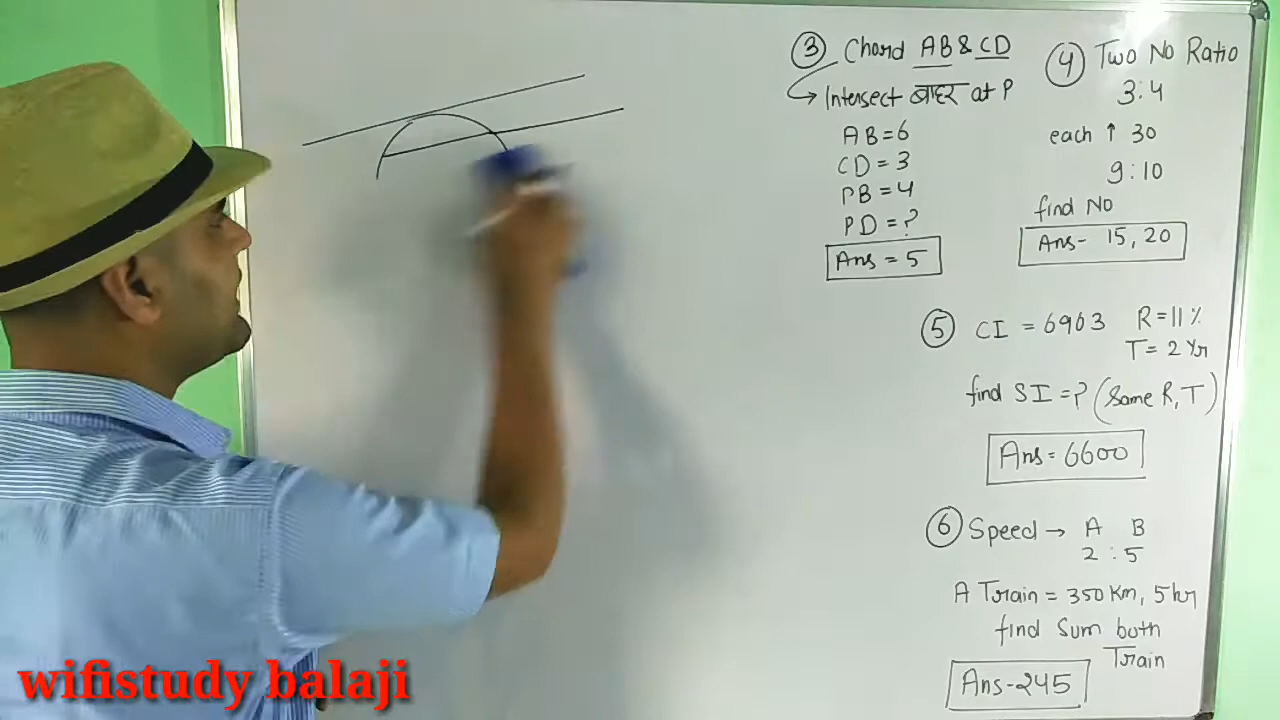 ③ Chord AB & CD
↳ Intersect बाहर at P
AB = 6
CD = 3
PB = 4
PD = ?
Ans = 5
④ Two No Ratio
3:4
each ↑ 30
9:10
find No
Ans - 15, 20
⑤ CI = 6963 R = 11%
T = 2 Yr
find SI = ? (Same R, T)
Ans = 6600
⑥ Speed → A B
2 : 5
A Train = 350 Km, 5 hr
find Sum both
Train
Ans - 245
wifistudy balaji